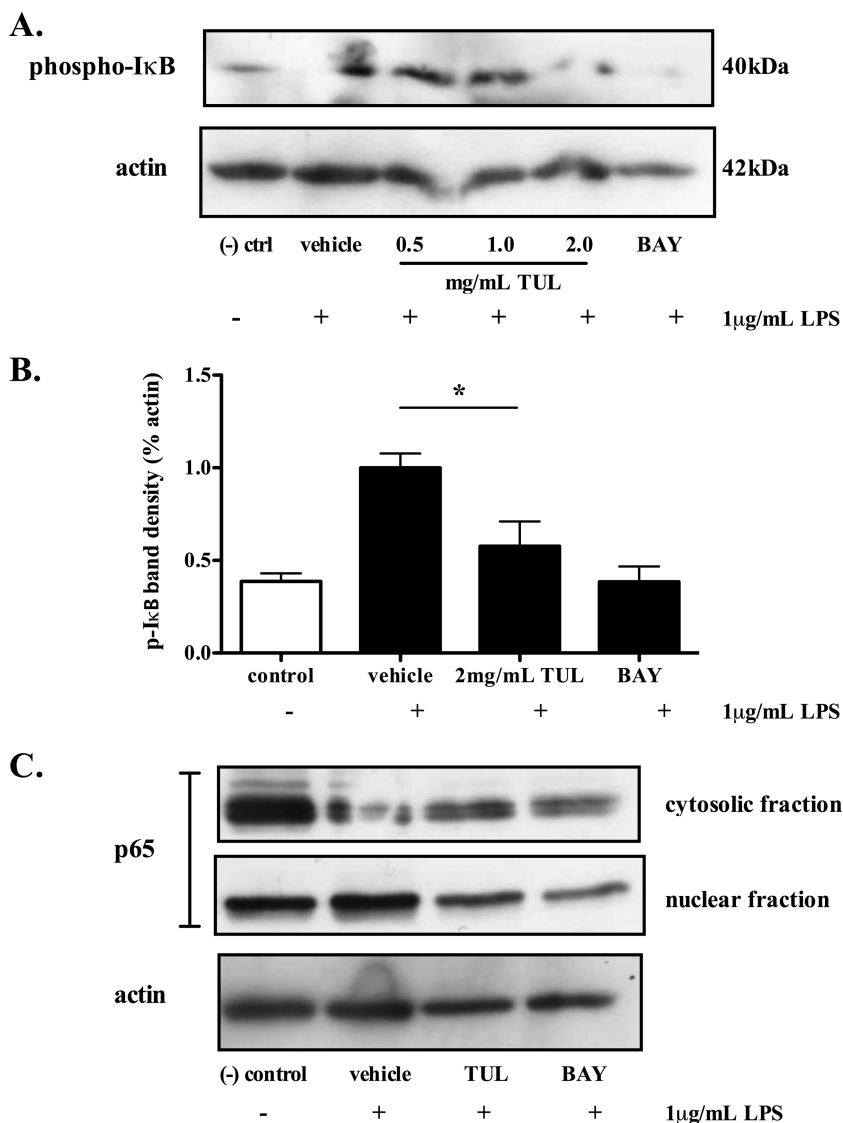 A.
phospho-IκB
40kDa
actin
42kDa
(-) ctrl vehicle 0.5 1.0 2.0 BAY
mg/mL TUL
- + + + + + 1μg/mL LPS
B.
p-IκB band density (% actin)
1.5
1.0
0.5
0.0
*
control vehicle 2mg/mL TUL BAY
- + + + 1μg/mL LPS
C.
p65
cytosolic fraction
nuclear fraction
actin
(-) control vehicle TUL BAY
- + + + 1μg/mL LPS